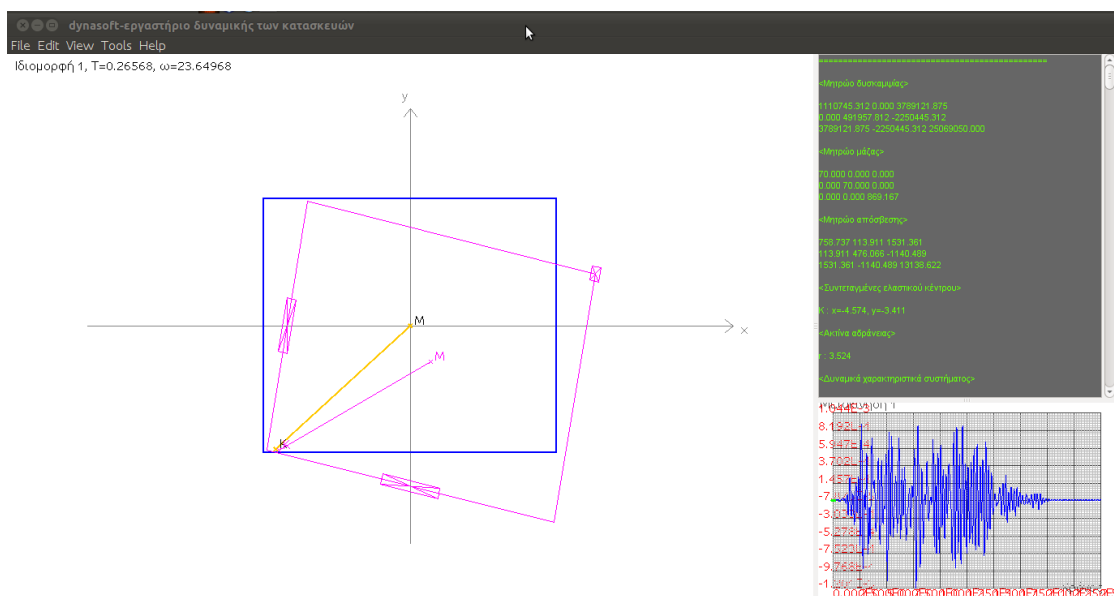 dynasoft-εργαστήριο δυναμικής των κατασκευών
File Edit View Tools Help
Ιδιομορφή 1, T=0.26568, ω=23.64968
y
x
M
M
K
==============================================
<Μητρώο δυσκαμψίας>
1110745.312 0.000 3789121.875
0.000 491957.812 -2250445.312
3789121.875 -2250445.312 25069050.000
<Μητρώο μάζας>
70.000 0.000 0.000
0.000 70.000 0.000
0.000 0.000 869.167
<Μητρώο απόσβεσης>
758.737 113.911 1531.361
113.911 476.066 -1140.489
1531.361 -1140.489 13138.622
<Συντεταγμένες ελαστικού κέντρου>
K : x=-4.574, y=-3.411
<Ακτίνα αδράνειας>
r : 3.524
<Δυναμικά χαρακτηριστικά συστήματος>